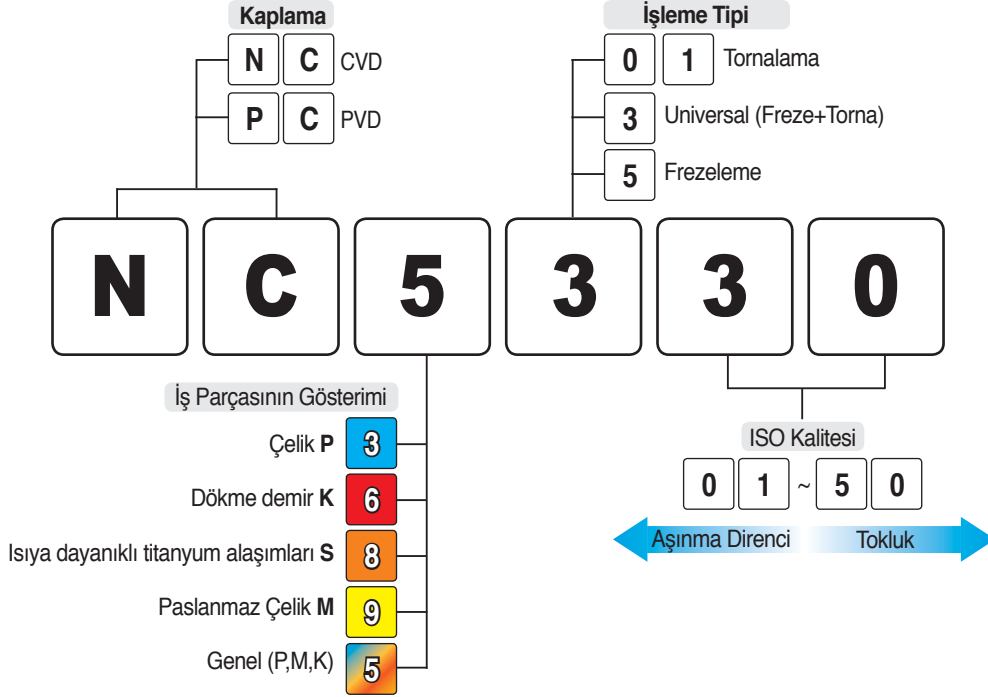 Kaplama
N C CVD
P C PVD
İşleme Tipi
0 1 Tornalama
3 Universal (Freze+Torna)
5 Frezeleme
N C 5 3 3 0
İş Parçasının Gösterimi
Çelik P 3
Dökme demir K 6
Isıya dayanıklı titanyum alaşımları S 8
Paslanmaz Çelik M 9
Genel (P,M,K) 5
ISO Kalitesi
0 1 ~ 5 0
Aşınma Direnci Tokluk